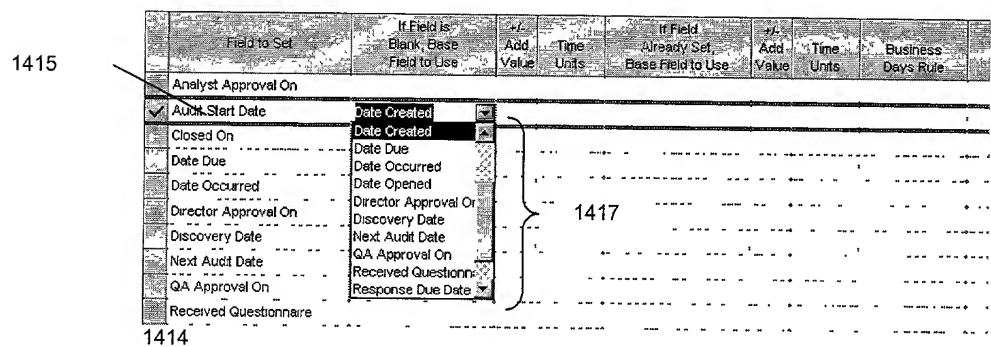 Field to Set
If Field is Blank, Base Field to Use
+/- Add Value
Time Units
If Field Already Set, Base Field to Use
+/- Add Value
Time Units
Business Days Rule
1415
Analyst Approval On
Audit Start Date Date Created
Closed On Date Created
Date Due Date Due
Date Occurred
Date Occurred Date Opened
Director Approval On Director Approval Or
Discovery Date Discovery Date
Next Audit Date Next Audit Date
QA Approval On QA Approval On
Received Questionnaire Received Questionn
Response Due Date
1417
1414